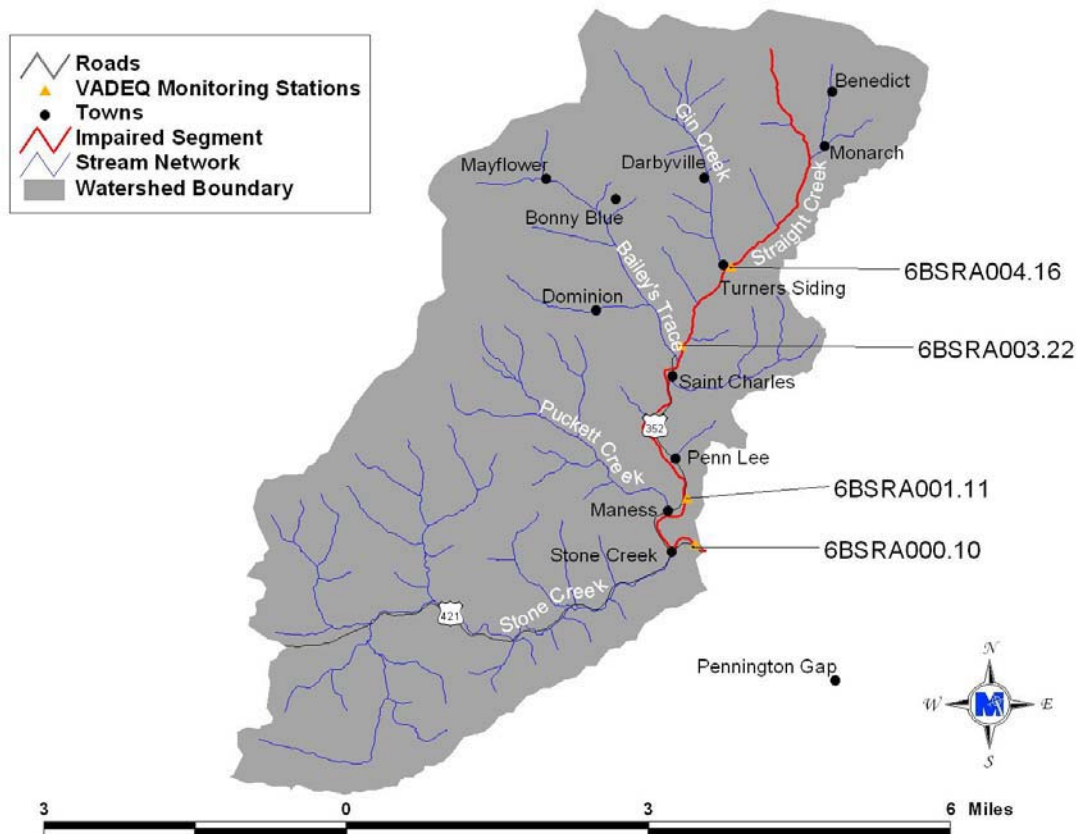 Roads
VADEQ Monitoring Stations
Towns
Impaired Segment
Stream Network
Watershed Boundary
Benedict
Gin Creek
Monarch
Mayflower
Darbyville
Bonny Blue
Straight Creek
Bailey's Trace
6BSRA004.16
Turners Siding
Dominion
6BSRA003.22
Saint Charles
Puckett Creek
352
Penn Lee
6BSRA001.11
Maness
6BSRA000.10
Stone Creek
Stone Creek
421
Pennington Gap
N
W
E
S
3 0 3 6 Miles